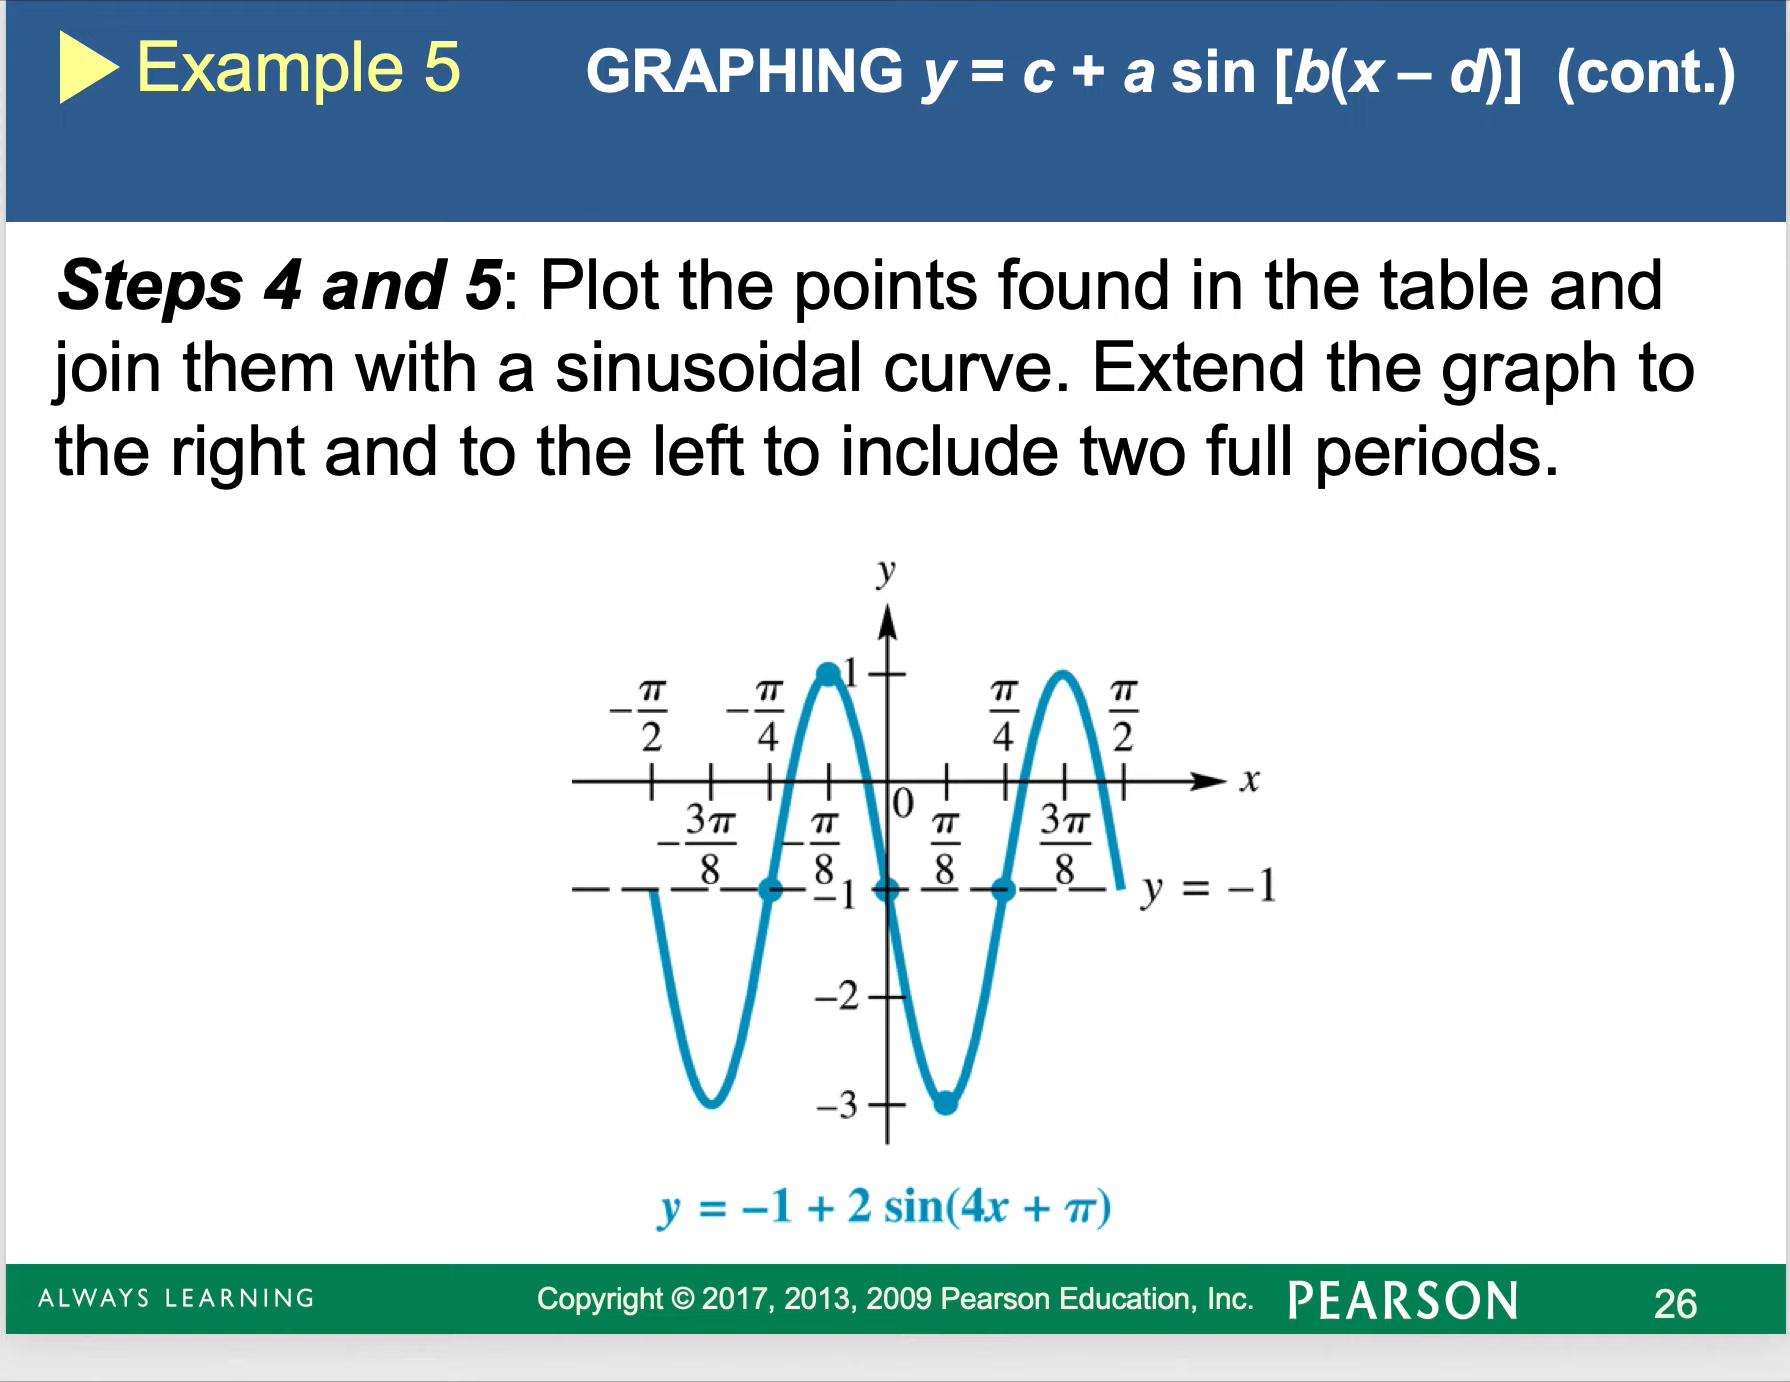 Example 5 GRAPHING y = c + a sin [b(x – d)] (cont.)
Steps 4 and 5: Plot the points found in the table and
join them with a sinusoidal curve. Extend the graph to
the right and to the left to include two full periods.
y
1
−π/2 −π/4 π/4 π/2
x
0
−3π/8 −π/8 π/8 3π/8
−1
y = −1
−2
−3
y = −1 + 2 sin(4x + π)
ALWAYS LEARNING Copyright © 2017, 2013, 2009 Pearson Education, Inc. PEARSON 26